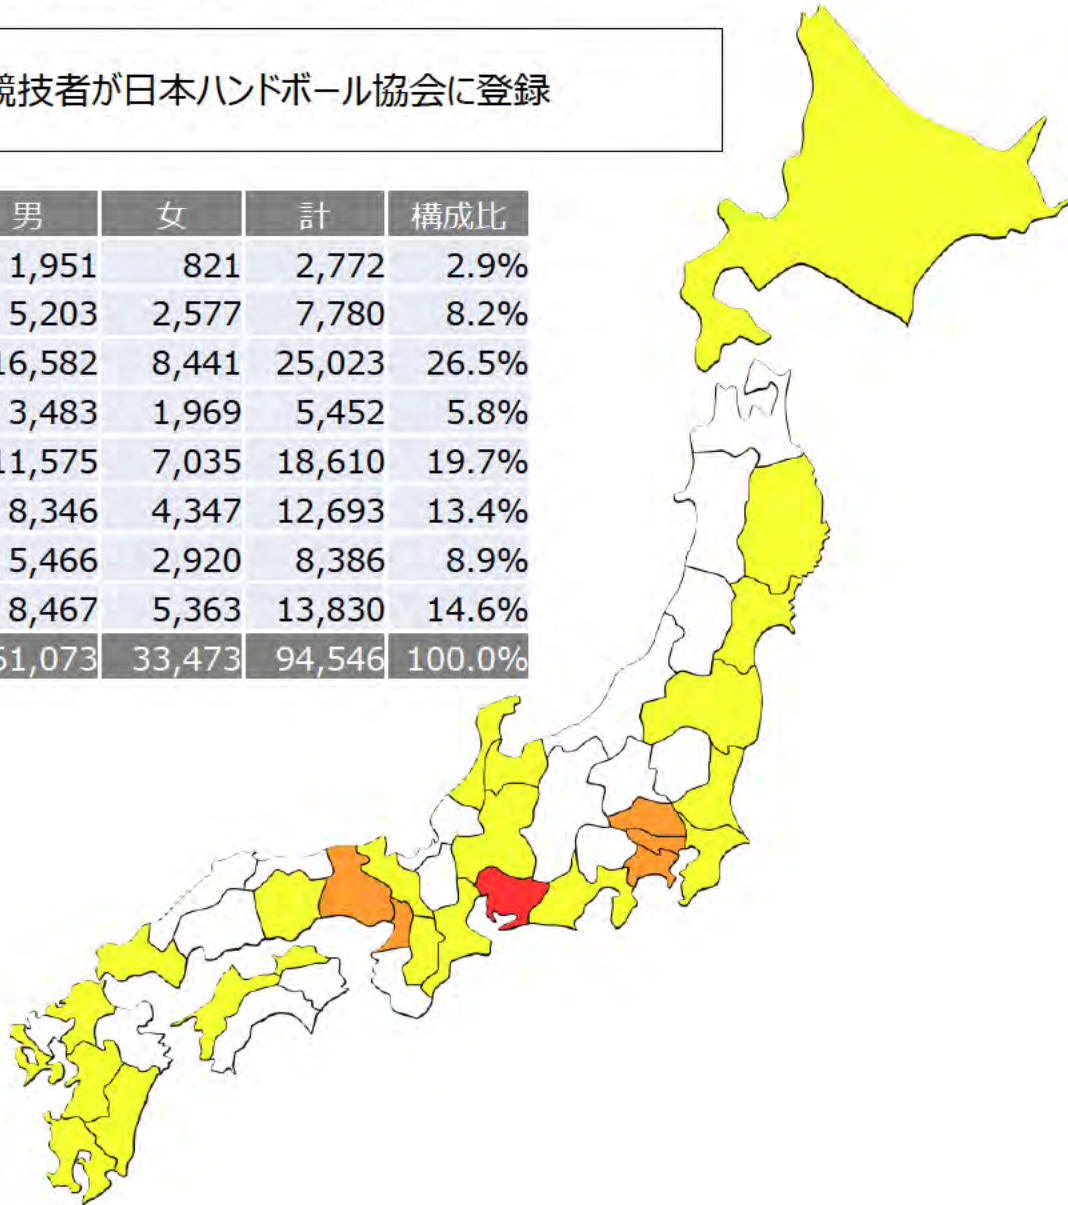 競技者が日本ハンドボール協会に登録
男 女 計 構成比
1,951 821 2,772 2.9%
5,203 2,577 7,780 8.2%
16,582 8,441 25,023 26.5%
3,483 1,969 5,452 5.8%
11,575 7,035 18,610 19.7%
8,346 4,347 12,693 13.4%
5,466 2,920 8,386 8.9%
8,467 5,363 13,830 14.6%
61,073 33,473 94,546 100.0%